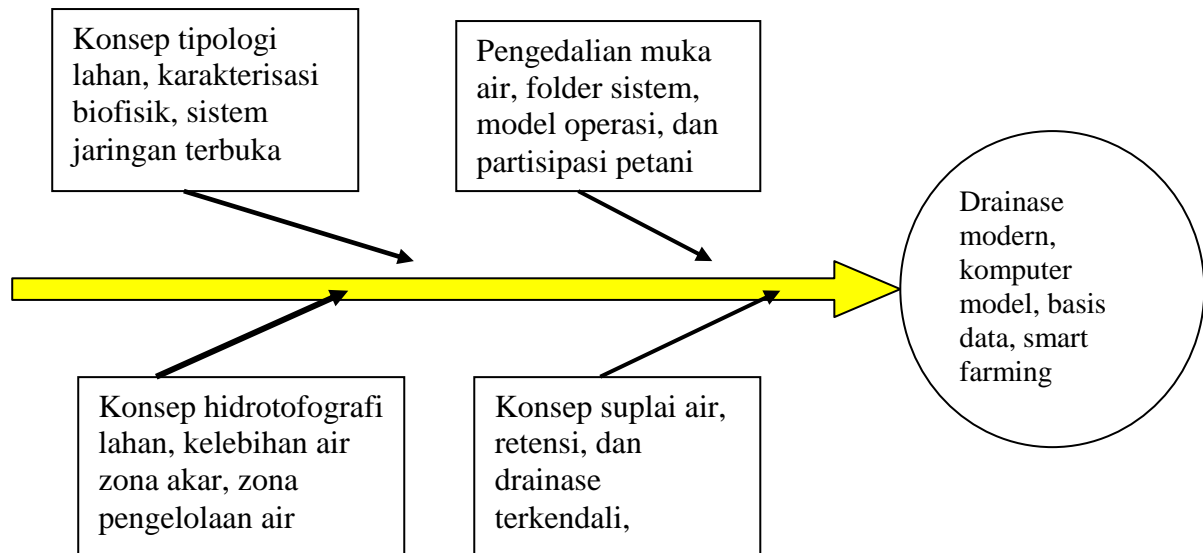 Konsep tipologi
lahan, karakterisasi
biofisik, sistem
jaringan terbuka
Pengedalian muka
air, folder sistem,
model operasi, dan
partisipasi petani
Drainase
modern,
komputer
model, basis
data, smart
farming
Konsep hidrotofografi
lahan, kelebihan air
zona akar, zona
pengelolaan air
Konsep suplai air,
retensi, dan
drainase
terkendali,